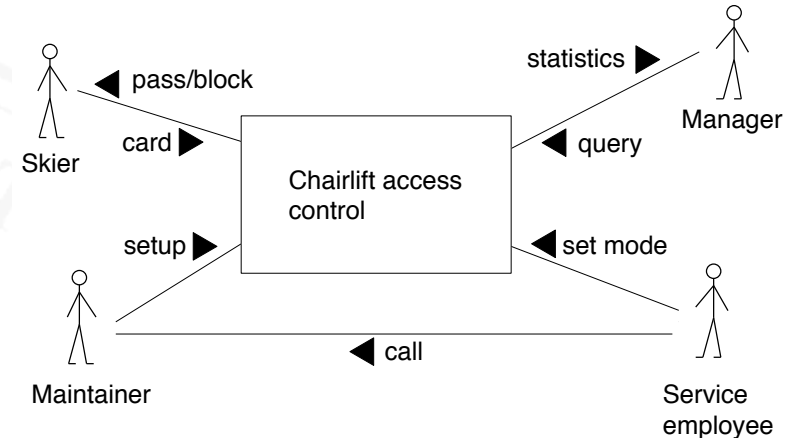 statistics
pass/block
Manager
card
query
Skier
Chairlift access
control
setup
set mode
call
Maintainer
Service
employee